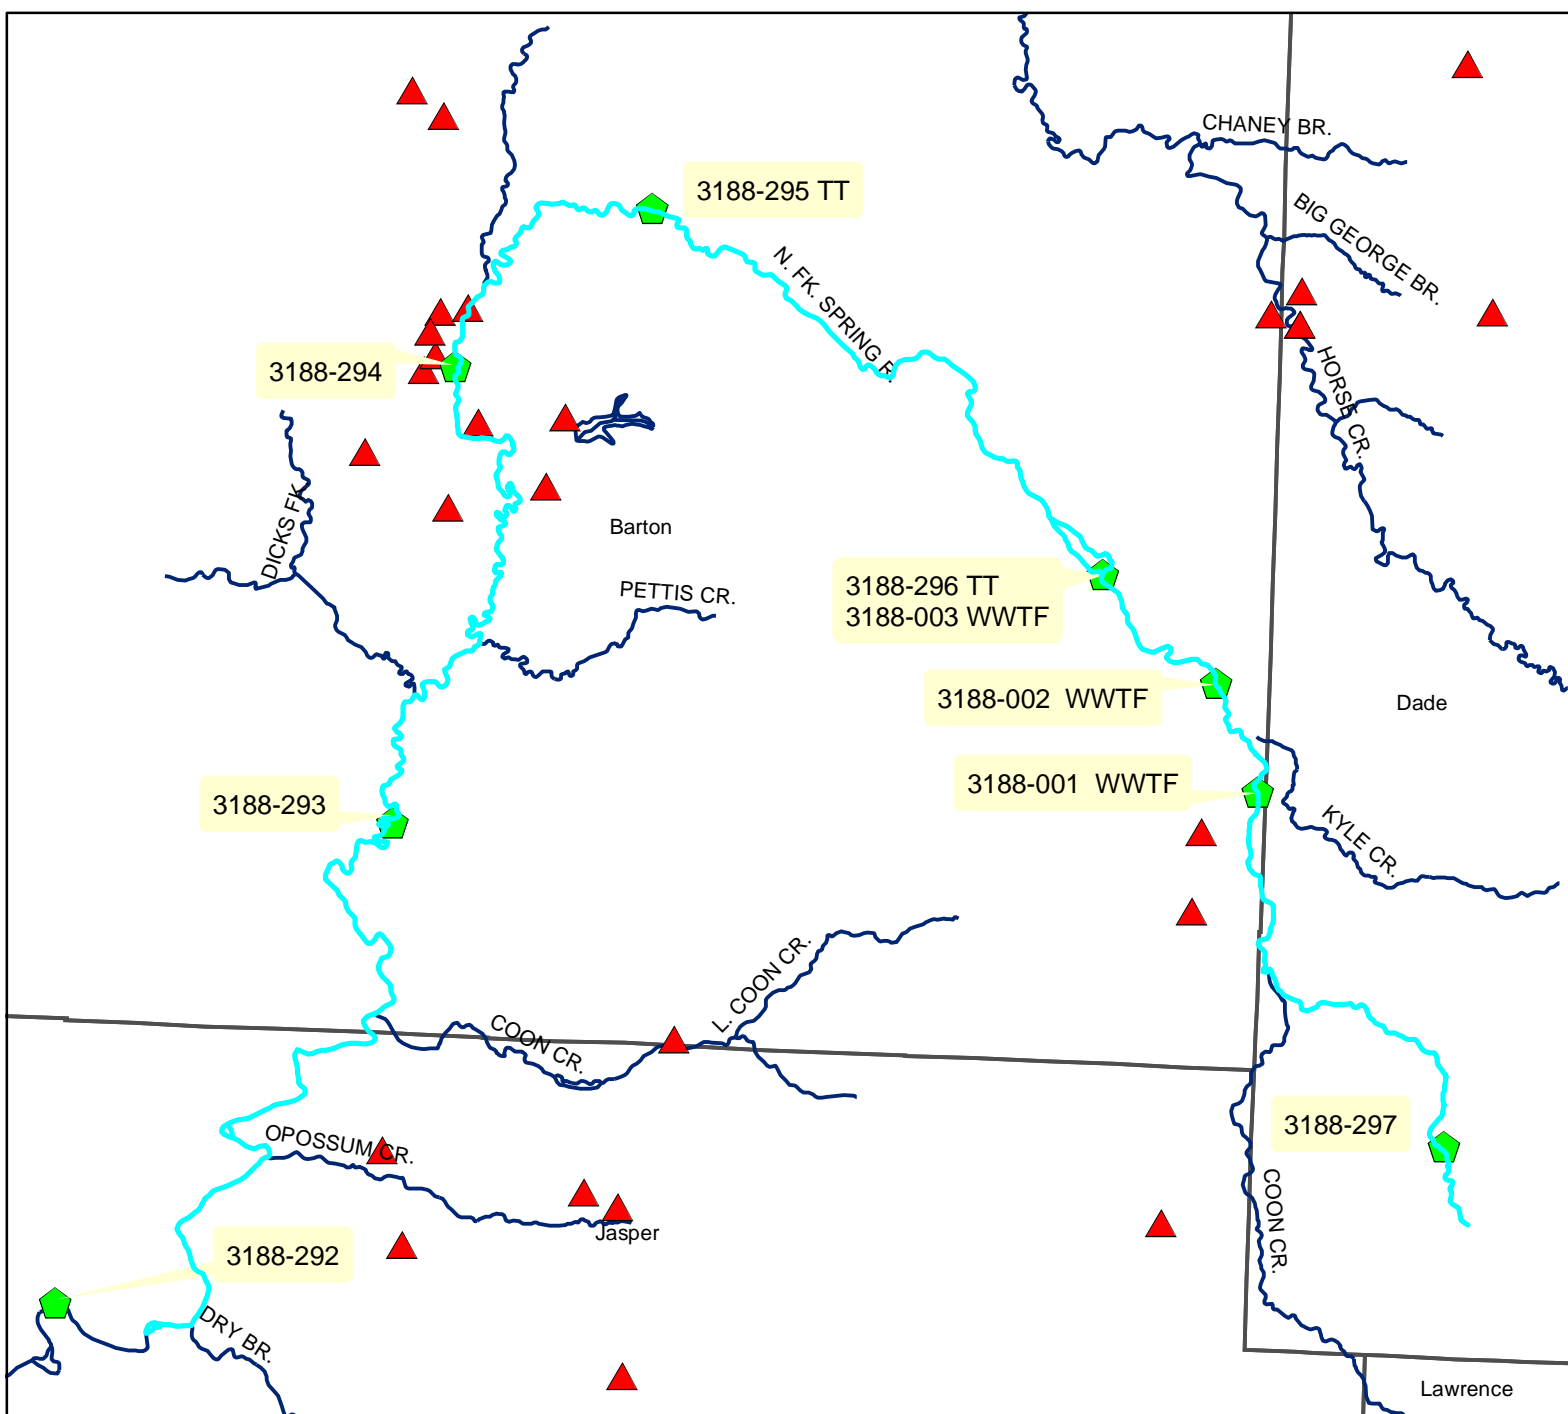 CHANEY BR.
3188-295 TT
BIG GEORGE BR.
N. FK. SPRING R.
3188-294
HORSE CR.
DICKS FK.
Barton
PETTIS CR.
3188-296 TT
3188-003 WWTF
3188-002 WWTF
Dade
3188-001 WWTF
3188-293
KYLE CR.
L. COON CR.
COON CR.
3188-297
OPOSSUM CR.
COON CR.
Jasper
3188-292
DRY BR.
Lawrence